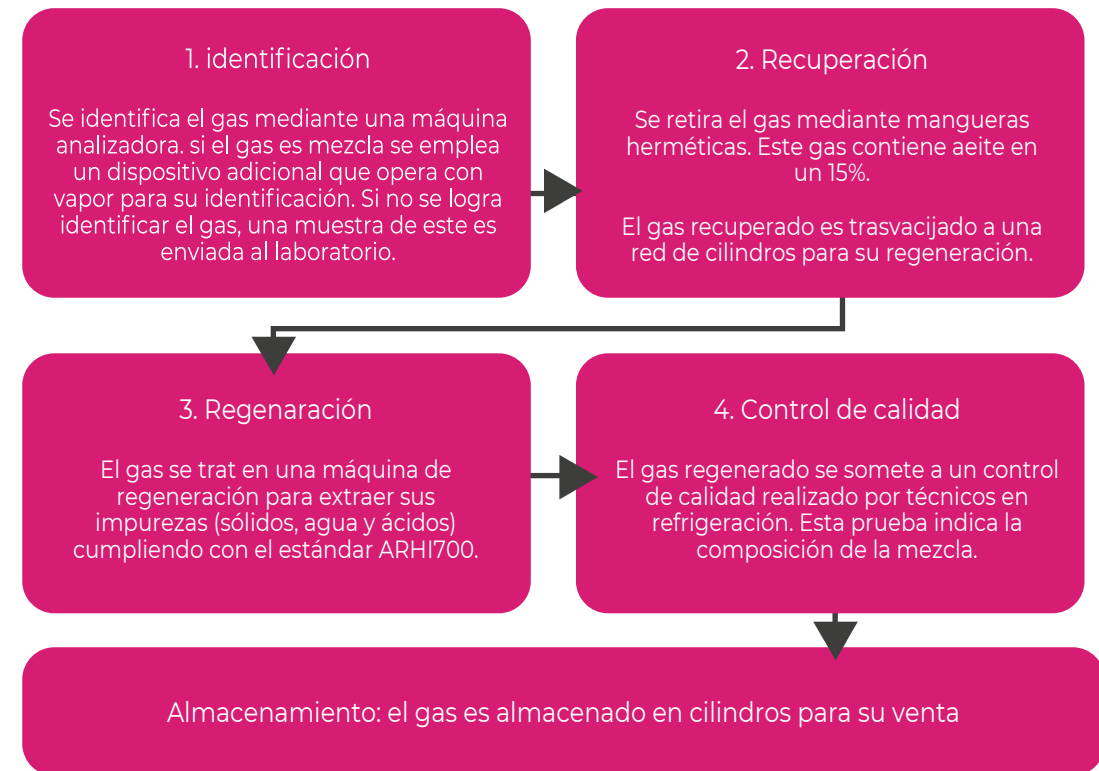 1. identificación
Se identifica el gas mediante una máquina
analizadora. si el gas es mezcla se emplea
un dispositivo adicional que opera con
vapor para su identificación. Si no se logra
identificar el gas, una muestra de este es
enviada al laboratorio.
2. Recuperación
Se retira el gas mediante mangueras
herméticas. Este gas contiene aeite en
un 15%.
El gas recuperado es trasvacijado a una
red de cilindros para su regeneración.
3. Regenaración
El gas se trat en una máquina de
regeneración para extraer sus
impurezas (sólidos, agua y ácidos)
cumpliendo con el estándar ARHI700.
4. Control de calidad
El gas regenerado se somete a un control
de calidad realizado por técnicos en
refrigeración. Esta prueba indica la
composición de la mezcla.
Almacenamiento: el gas es almacenado en cilindros para su venta